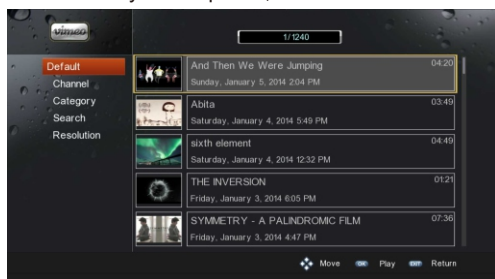 vimeo
1/1240
Default
Channel
Category
Search
Resolution
And Then We Were Jumping 04:20
Sunday, January 5, 2014 2:04 PM
Abita 03:49
Saturday, January 4, 2014 5:49 PM
sixth element 04:49
Saturday, January 4, 2014 12:32 PM
THE INVERSION 01:21
Friday, January 3, 2014 6:05 PM
SYMMETRY - A PALINDROMIC FILM 07:36
Friday, January 3, 2014 4:47 PM
Move OK Play EXIT Return